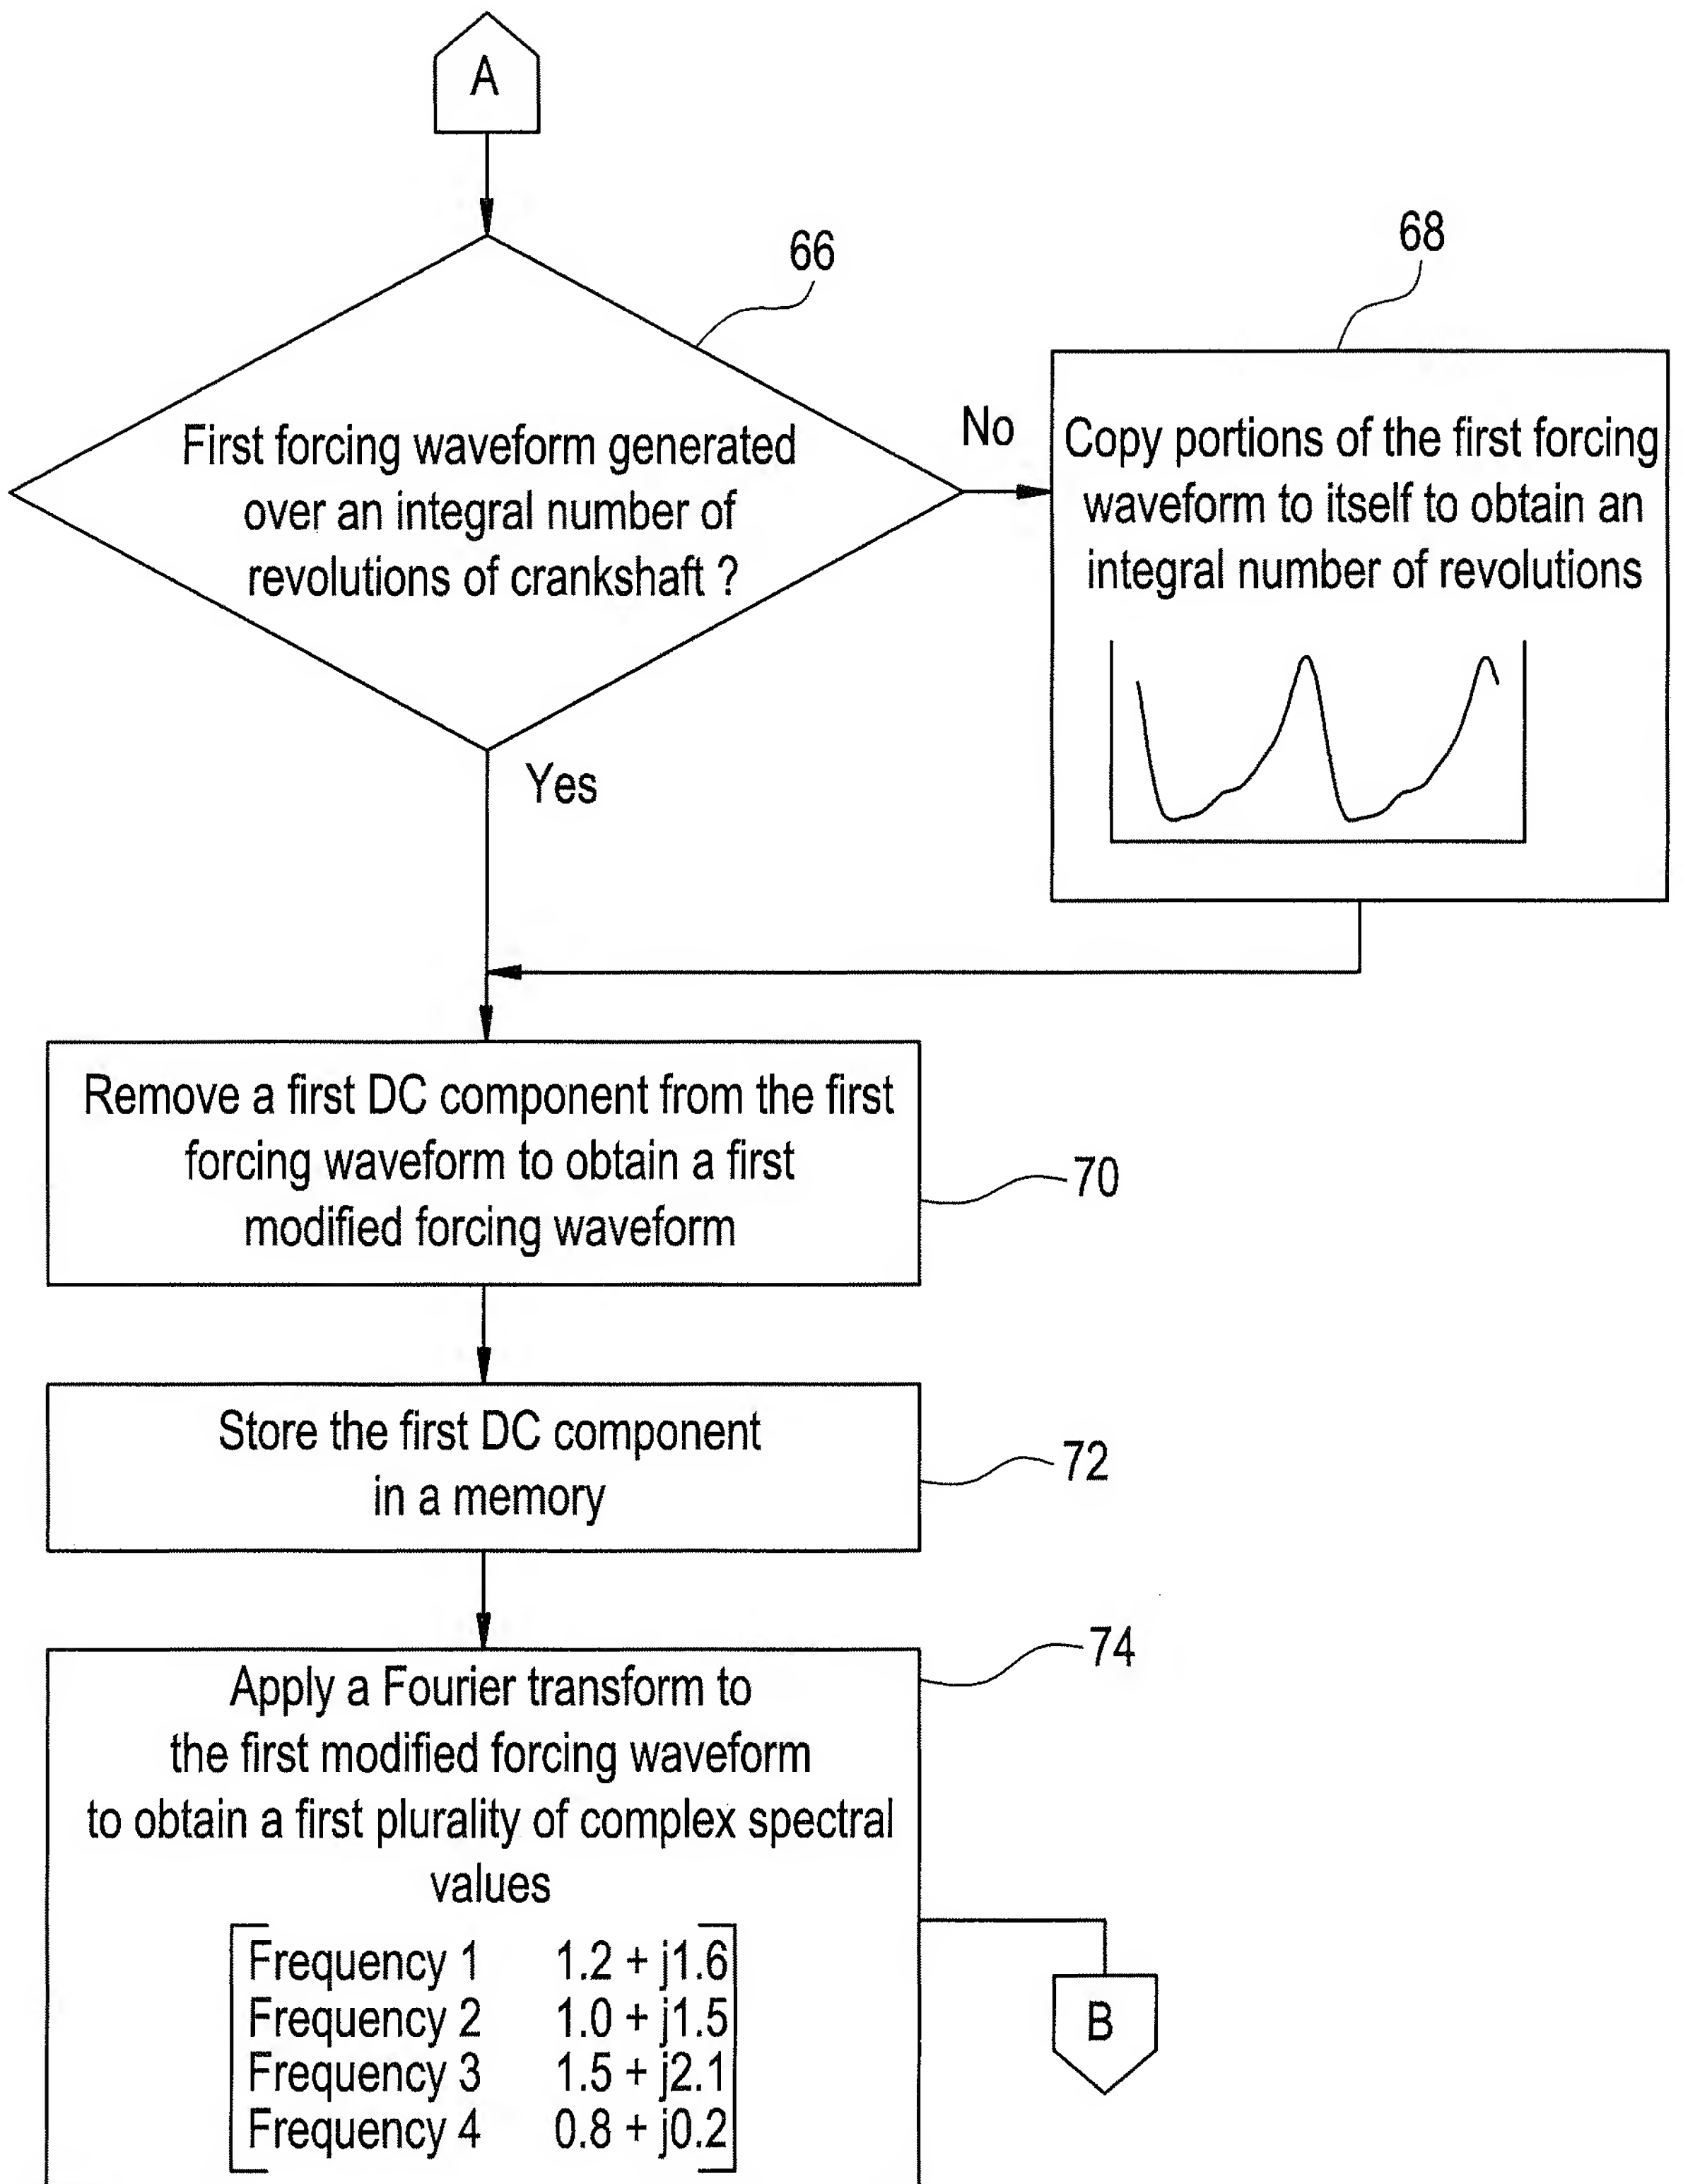 A
66
First forcing waveform generated
over an integral number of
revolutions of crankshaft ?
No
Yes
68
Copy portions of the first forcing
waveform to itself to obtain an
integral number of revolutions
Remove a first DC component from the first
forcing waveform to obtain a first
modified forcing waveform
70
Store the first DC component
in a memory
72
74
Apply a Fourier transform to
the first modified forcing waveform
to obtain a first plurality of complex spectral
values
Frequency 1 1.2 + j1.6
Frequency 2 1.0 + j1.5
Frequency 3 1.5 + j2.1
Frequency 4 0.8 + j0.2
B